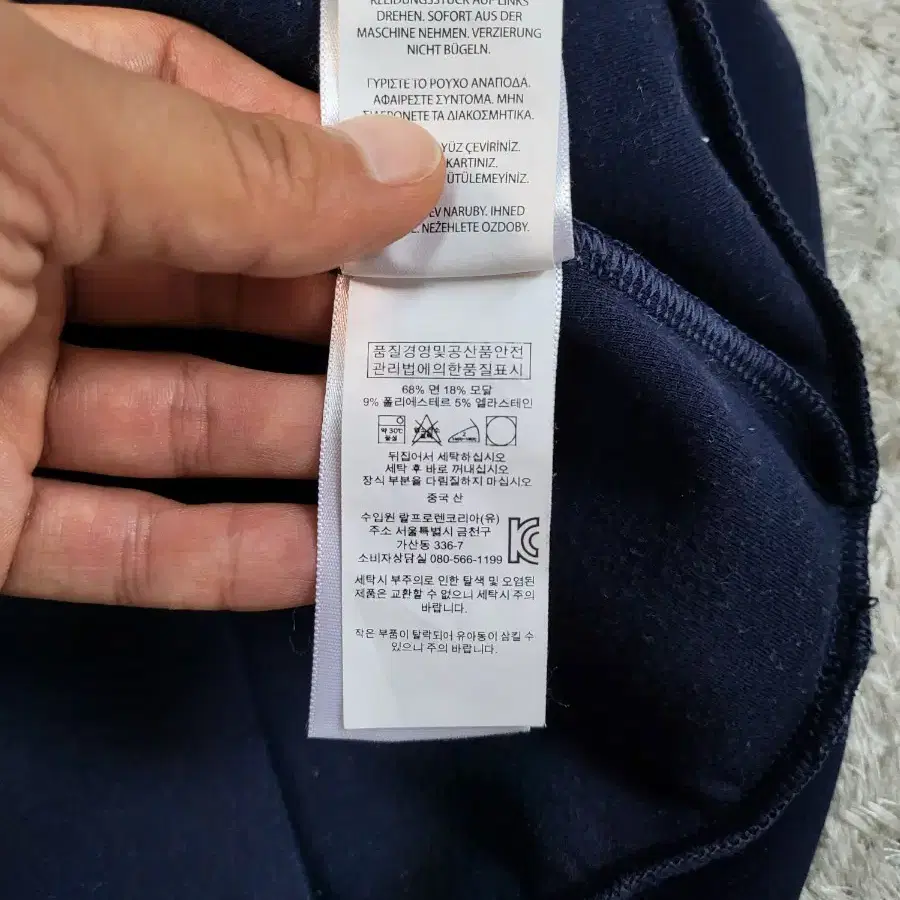 KLEIDUNGSSTÜCK AUF LINKS
DREHEN. SOFORT AUS DER
MASCHINE NEHMEN. VERZIERUNG
NICHT BÜGELN.
ΓΥΡΙΣΤΕ ΤΟ ΡΟΥΧΟ ΑΝΑΠΟΔΑ.
ΑΦΑΙΡΕΣΤΕ ΣΥΝΤΟΜΑ. ΜΗΝ
ΣΙΔΕΡΩΝΕΤΕ ΤΑ ΔΙΑΚΟΣΜΗΤΙΚΑ.
YÜZ ÇEVİRİNİZ.
ÜTÜLEMEYİNİZ.
NARUBY. IHNED
NEŽEHLETE OZDOBY.
품질경영및공산품안전
관리법에의한품질표시
68% 면 18% 모달
9% 폴리에스테르 5% 엘라스테인
약 30℃
중성
뒤집어서 세탁하십시오
세탁 후 바로 꺼내십시오
장식 부분을 다림질하지 마십시오
중국 산
수입원 랄프로렌코리아(유)
주소 서울특별시 금천구
가산동 336-7
소비자상담실 080-566-1199
세탁시 부주의로 인한 탈색 및 오염된
제품은 교환할 수 없으니 세탁시 주의
바랍니다.
작은 부품이 탈락되어 유아동이 삼킬 수
있으니 주의 바랍니다.